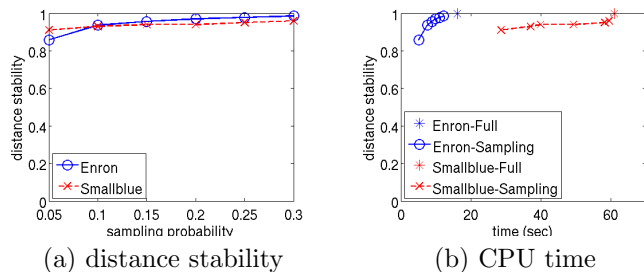 distance stability
1
0.8
0.6
0.4
0.2
0
0.05
0.1
0.15
0.2
0.25
0.3
sampling probability
Enron
Smallblue
(a) distance stability
distance stability
1
0.8
0.6
0.4
0.2
0
0
20
40
60
time (sec)
Enron-Full
Enron-Sampling
Smallblue-Full
Smallblue-Sampling
(b) CPU time